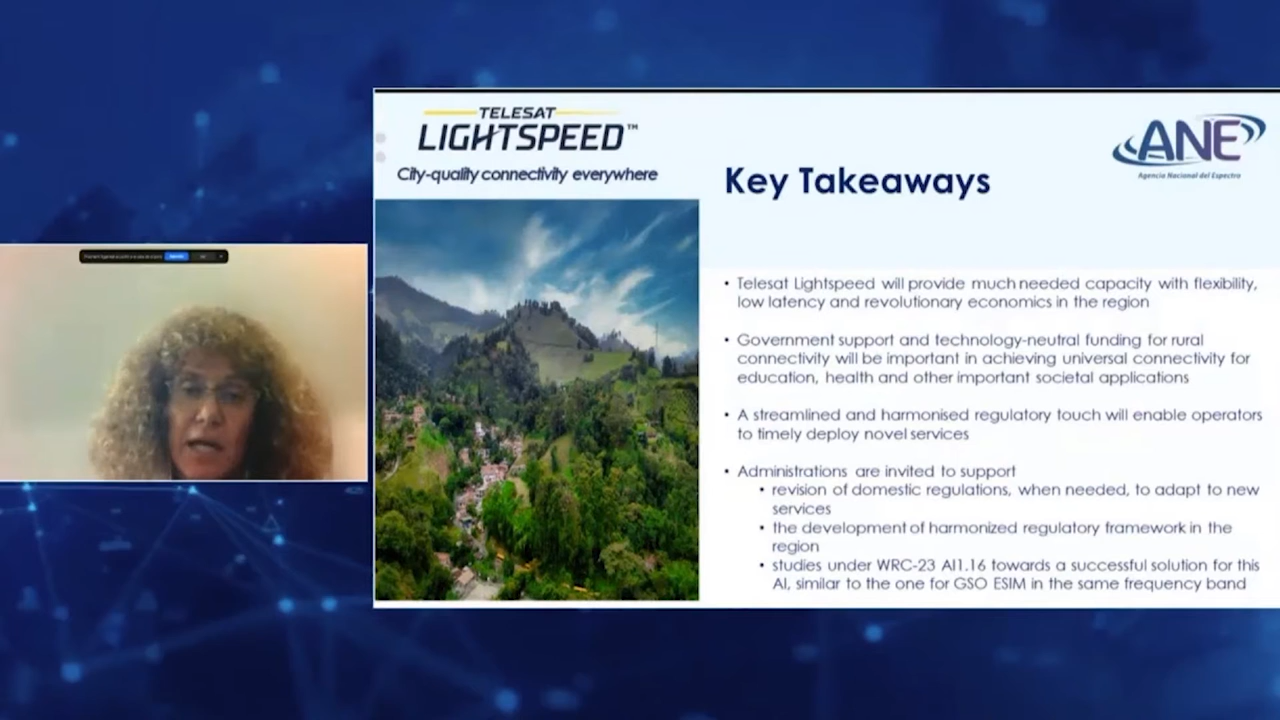 TELESAT
LIGHTSPEED™
City-quality connectivity everywhere
ANE
Agencia Nacional del Espectro
Key Takeaways
• Telesat Lightspeed will provide much needed capacity with flexibility,
low latency and revolutionary economics in the region
• Government support and technology-neutral funding for rural
connectivity will be important in achieving universal connectivity for
education, health and other important societal applications
• A streamlined and harmonised regulatory touch will enable operators
to timely deploy novel services
• Administrations are invited to support
• revision of domestic regulations, when needed, to adapt to new
services
• the development of harmonized regulatory framework in the
region
• studies under WRC-23 AI1.16 towards a successful solution for this
AI, similar to the one for GSO ESIM in the same frequency band